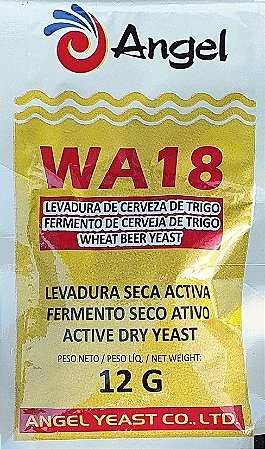 Angel
WA18
LEVADURA DE CERVEZA DE TRIGO
FERMENTO DE CERVEJA DE TRIGO
WHEAT BEER YEAST
LEVADURA SECA ACTIVA
FERMENTO SECO ATIVO
ACTIVE DRY YEAST
PESO NETO / PESO LÍQ. / NET WEIGHT:
12 G
ANGEL YEAST CO., LTD.